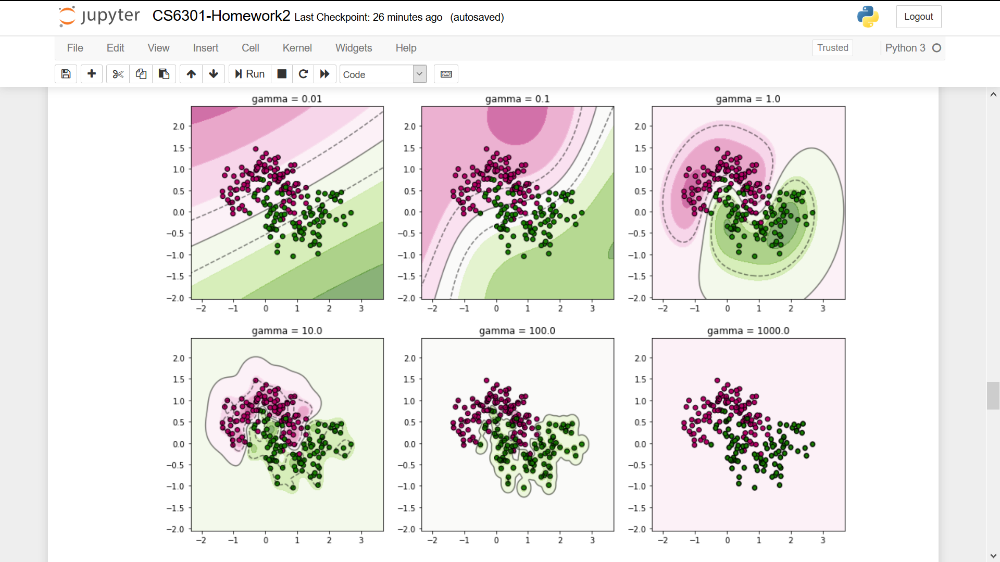 jupyter CS6301-Homework2 Last Checkpoint: 26 minutes ago (autosaved) Logout
File Edit View Insert Cell Kernel Widgets Help Trusted Python 3
Run Code
gamma = 0.01 gamma = 0.1 gamma = 1.0
2.0 2.0 2.0
1.5 1.5 1.5
1.0 1.0 1.0
0.5 0.5 0.5
0.0 0.0 0.0
−0.5 −0.5 −0.5
−1.0 −1.0 −1.0
−1.5 −1.5 −1.5
−2.0 −2.0 −2.0
−2 −1 0 1 2 3 −2 −1 0 1 2 3 −2 −1 0 1 2 3
gamma = 10.0 gamma = 100.0 gamma = 1000.0
2.0 2.0 2.0
1.5 1.5 1.5
1.0 1.0 1.0
0.5 0.5 0.5
0.0 0.0 0.0
−0.5 −0.5 −0.5
−1.0 −1.0 −1.0
−1.5 −1.5 −1.5
−2.0 −2.0 −2.0
−2 −1 0 1 2 3 −2 −1 0 1 2 3 −2 −1 0 1 2 3